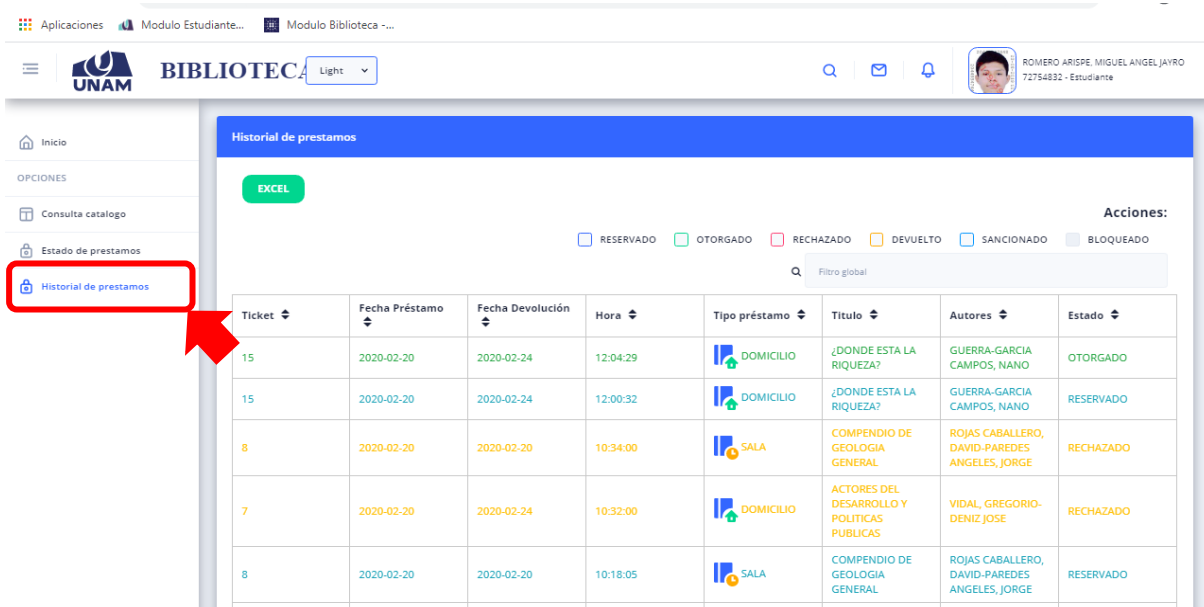 Aplicaciones Modulo Estudiante... Modulo Biblioteca -...
UNAM
BIBLIOTECA
Light
ROMERO ARISPE, MIGUEL ANGEL JAYRO
72754832 - Estudiante
Inicio
OPCIONES
Consulta catalogo
Estado de prestamos
Historial de prestamos
Historial de prestamos
EXCEL
Acciones:
RESERVADO OTORGADO RECHAZADO DEVUELTO SANCIONADO BLOQUEADO
Filtro global
Ticket Fecha Préstamo Fecha Devolución Hora Tipo préstamo Titulo Autores Estado
15 2020-02-20 2020-02-24 12:04:29 DOMICILIO ¿DONDE ESTA LA RIQUEZA? GUERRA-GARCIA CAMPOS, NANO OTORGADO
15 2020-02-20 2020-02-24 12:00:32 DOMICILIO ¿DONDE ESTA LA RIQUEZA? GUERRA-GARCIA CAMPOS, NANO RESERVADO
8 2020-02-20 2020-02-20 10:34:00 SALA COMPENDIO DE GEOLOGIA GENERAL ROJAS CABALLERO, DAVID-PAREDES ANGELES, JORGE RECHAZADO
7 2020-02-20 2020-02-24 10:32:00 DOMICILIO ACTORES DEL DESARROLLO Y POLITICAS PUBLICAS VIDAL, GREGORIO-DENIZ JOSE RECHAZADO
8 2020-02-20 2020-02-20 10:18:05 SALA COMPENDIO DE GEOLOGIA GENERAL ROJAS CABALLERO, DAVID-PAREDES ANGELES, JORGE RESERVADO